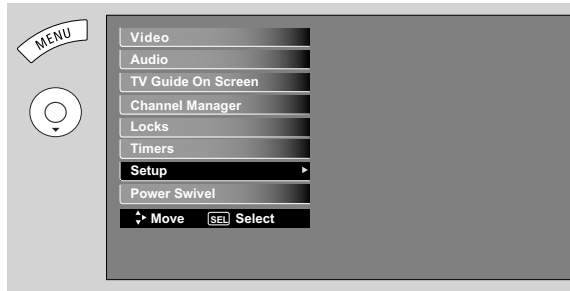 MENU
Video
Audio
TV Guide On Screen
Channel Manager
Locks
Timers
Setup
Power Swivel
Move SEL Select